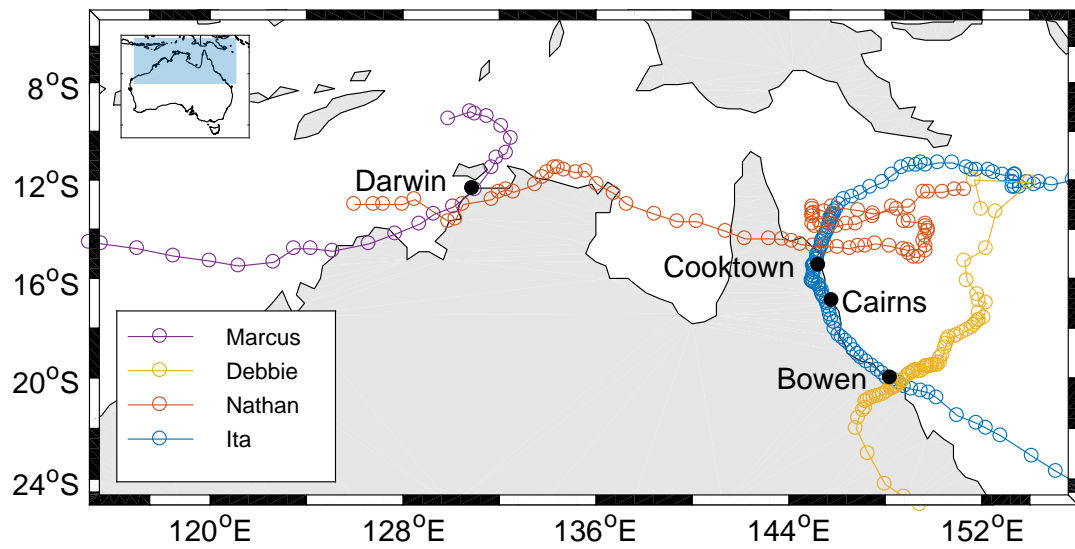 8°S
12°S
16°S
20°S
24°S
Darwin
Cooktown
Cairns
Bowen
Marcus
Debbie
Nathan
Ita
120°E
128°E
136°E
144°E
152°E